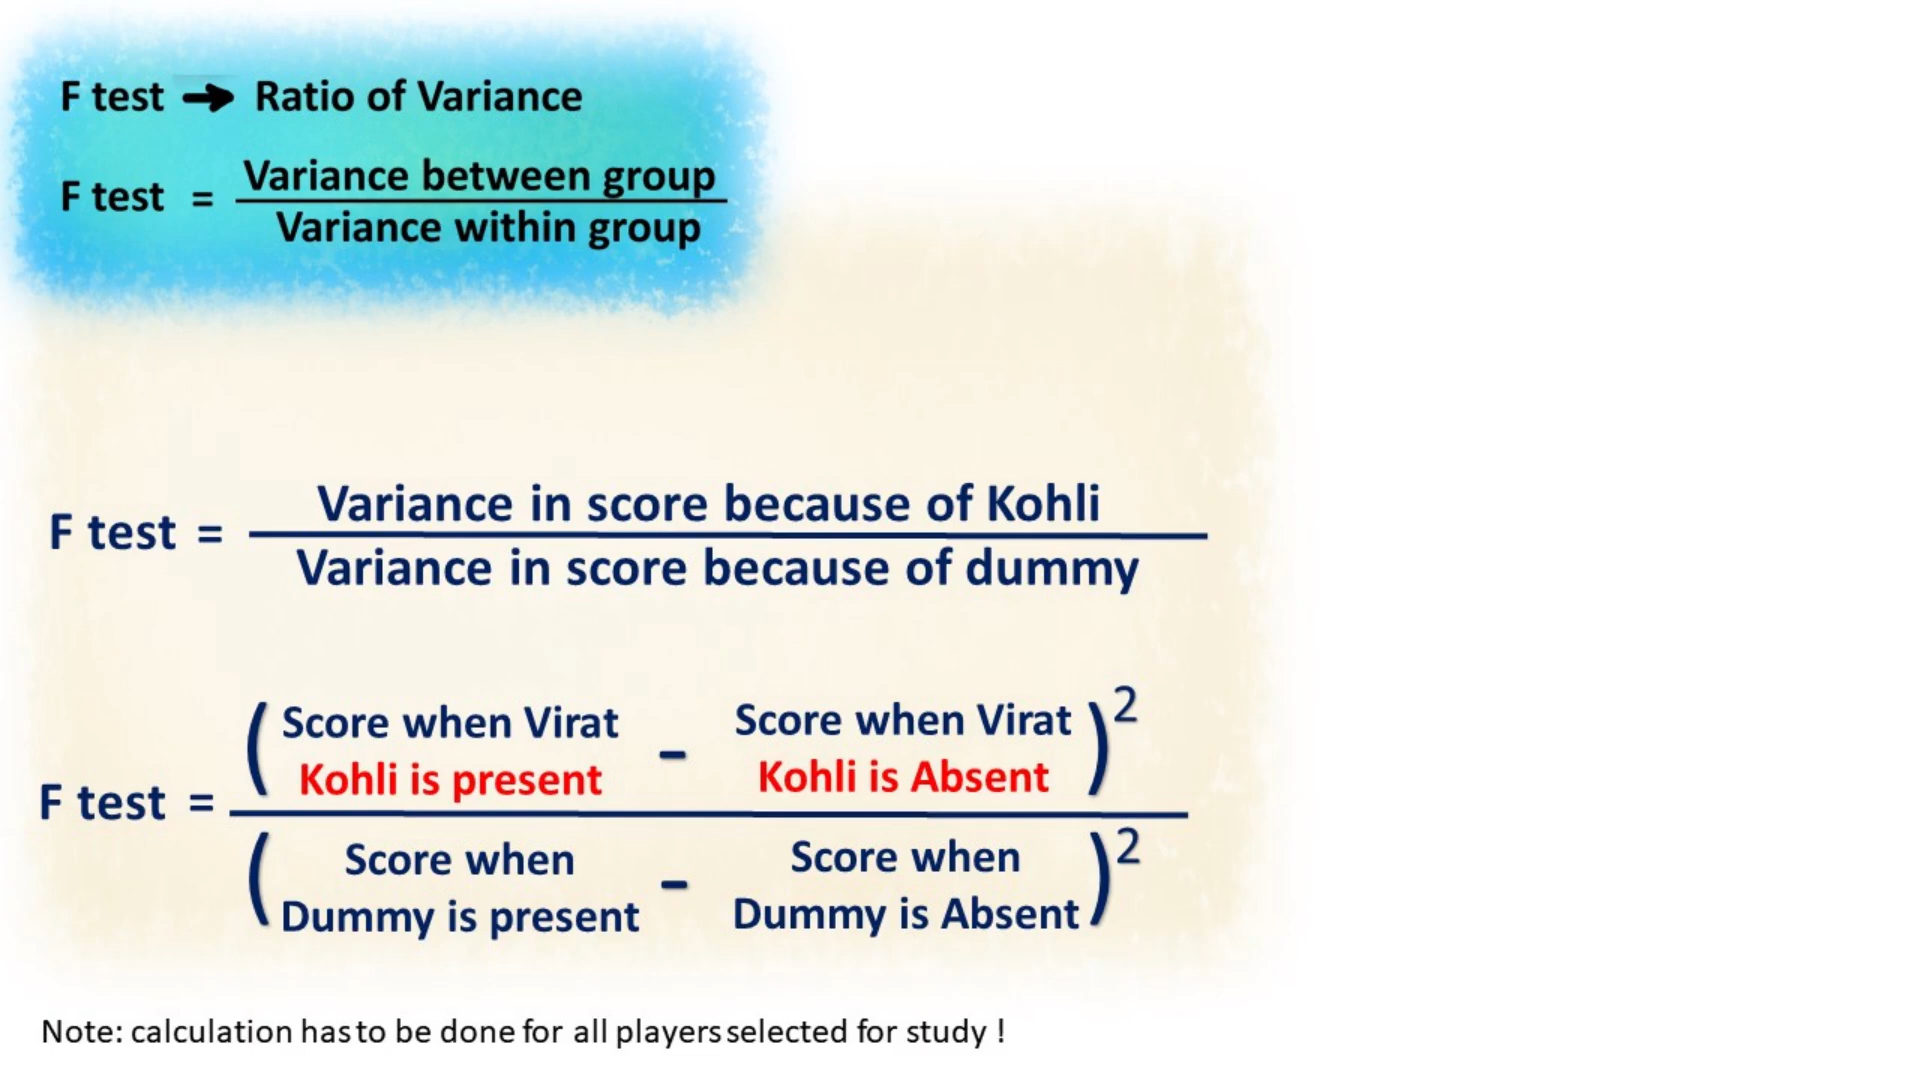 F test → Ratio of Variance
F test = Variance between group
Variance within group
F test = Variance in score because of Kohli
Variance in score because of dummy
F test = ( Score when Virat Kohli is present - Score when Virat Kohli is Absent )2
( Score when Dummy is present - Score when Dummy is Absent )2
Note: calculation has to be done for all players selected for study !